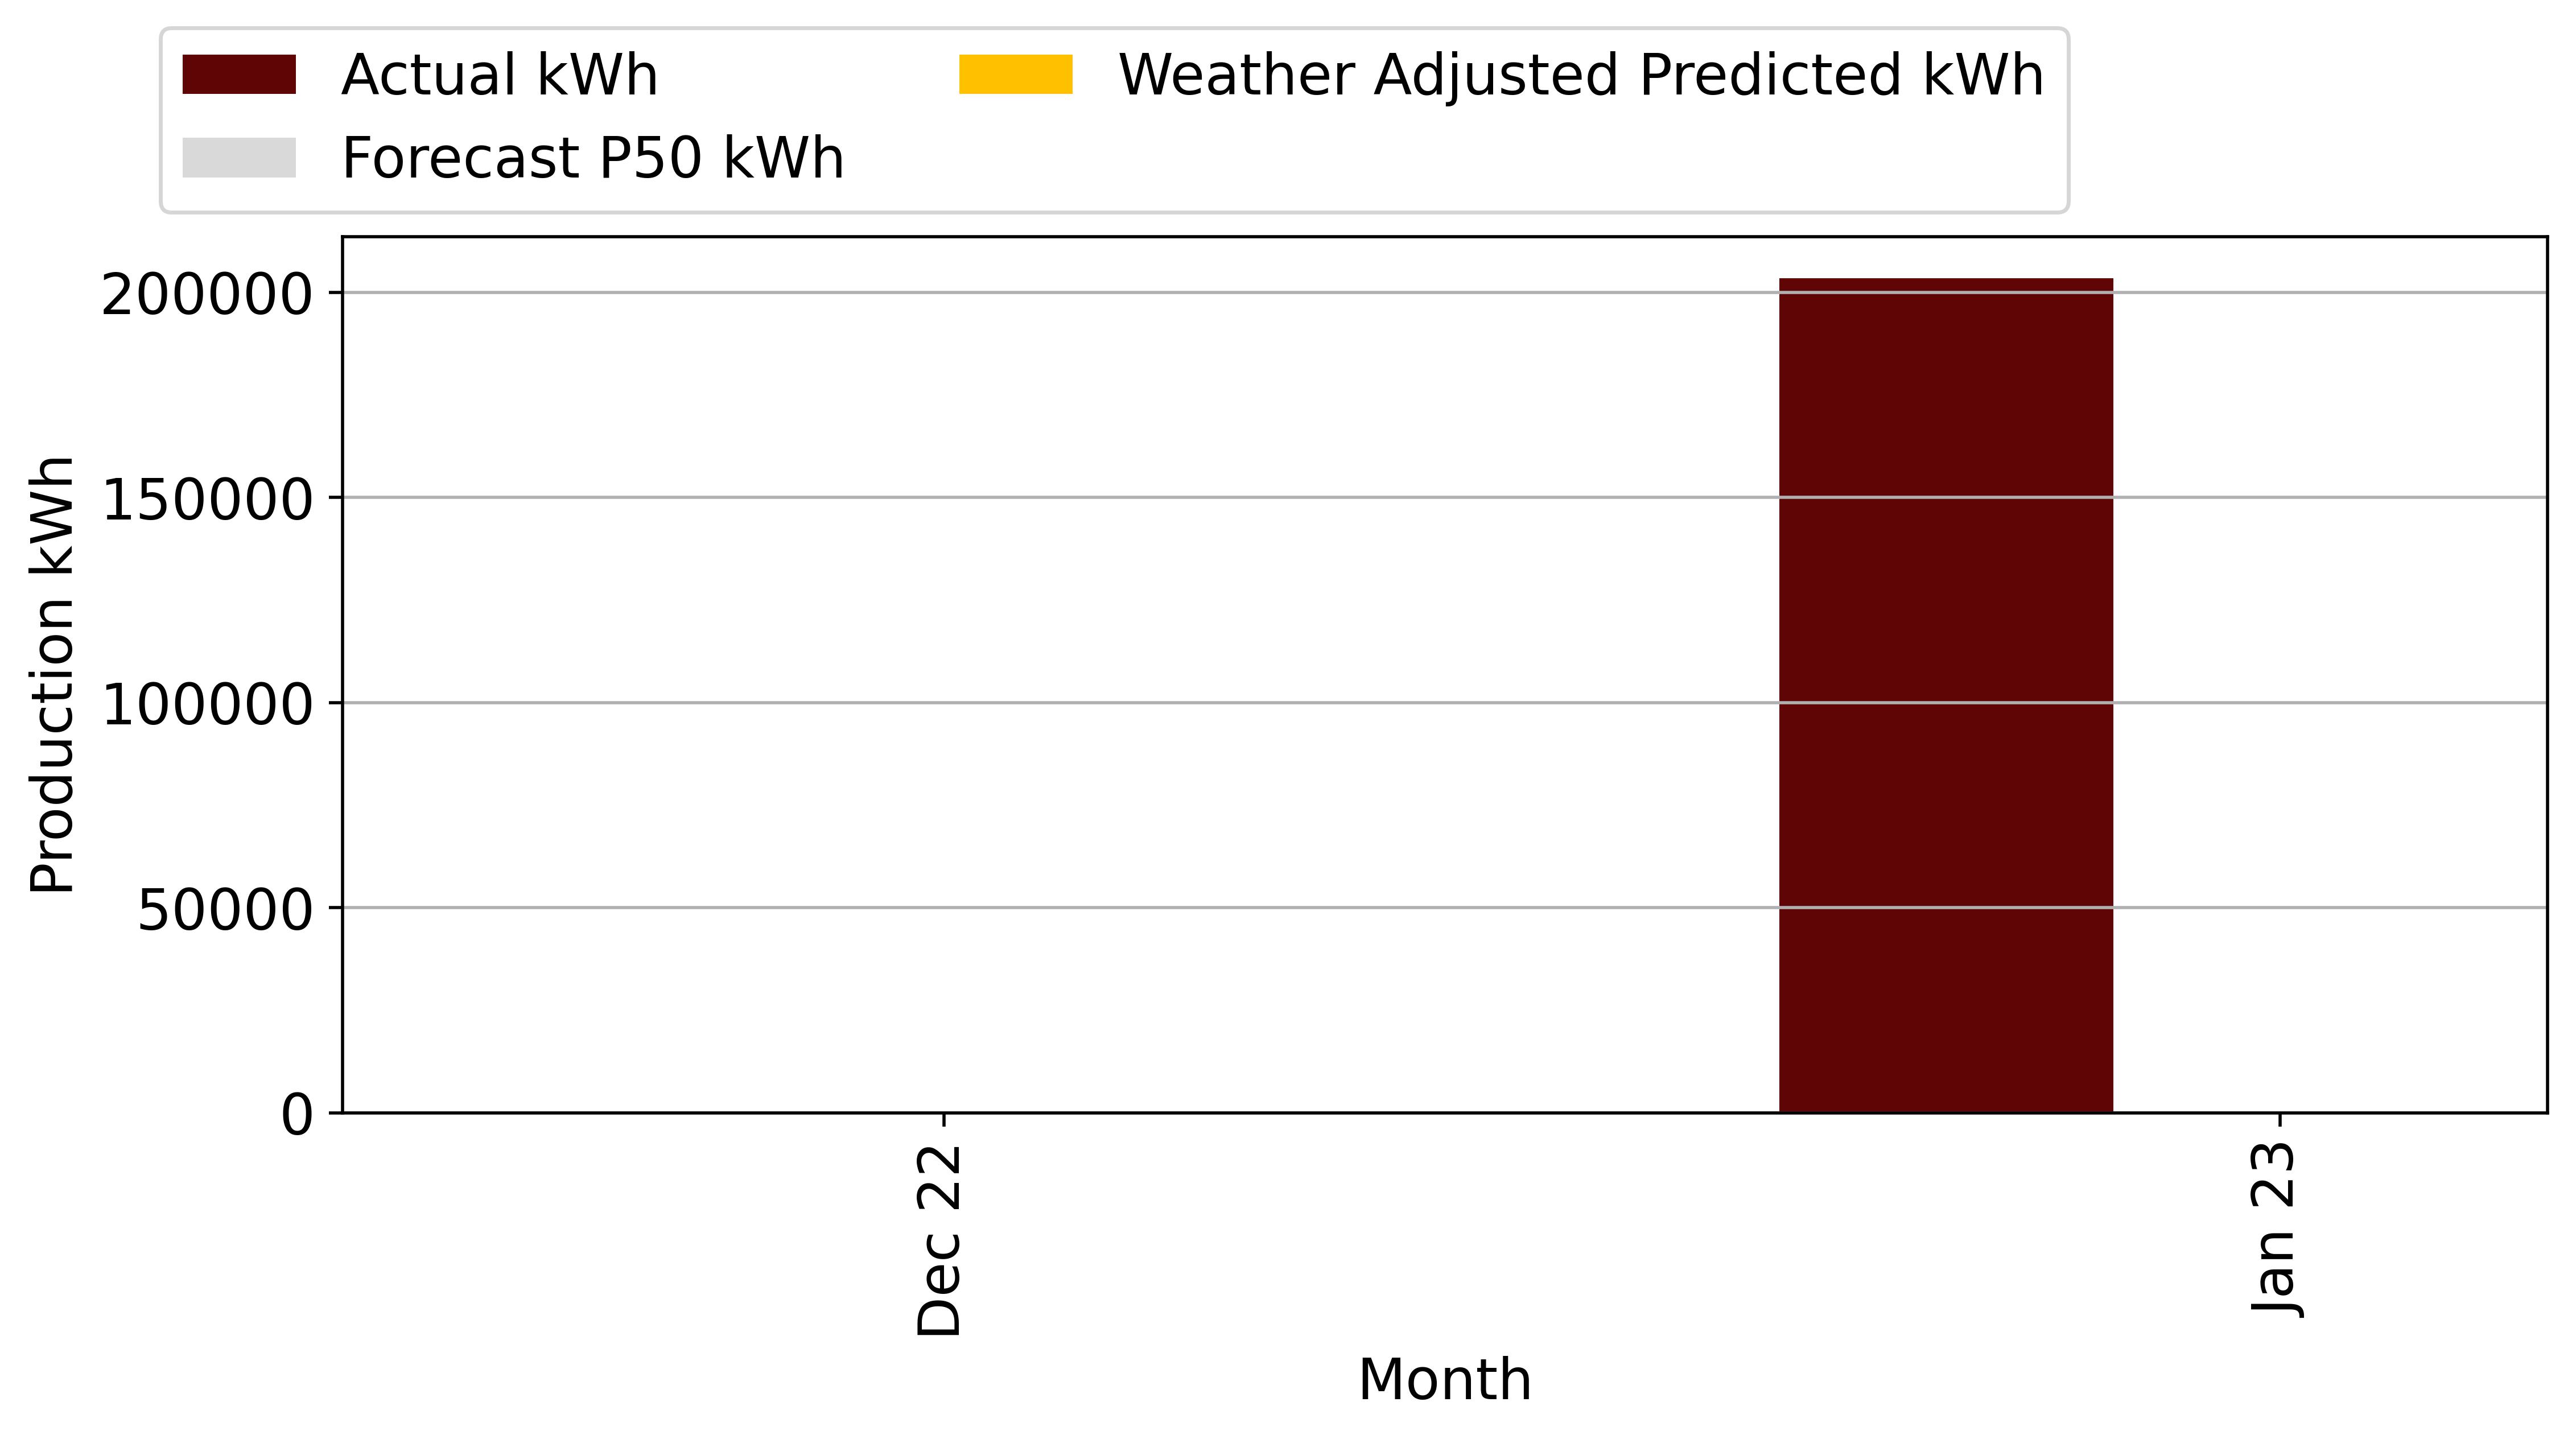 Actual kWh
Forecast P50 kWh
Weather Adjusted Predicted kWh
Production kWh
200000
150000
100000
50000
0
Dec 22
Jan 23
Month